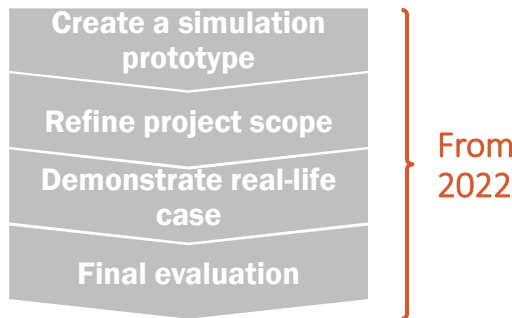 Create a simulation
prototype
Refine project scope
Demonstrate real-life
case
Final evaluation
From
2022